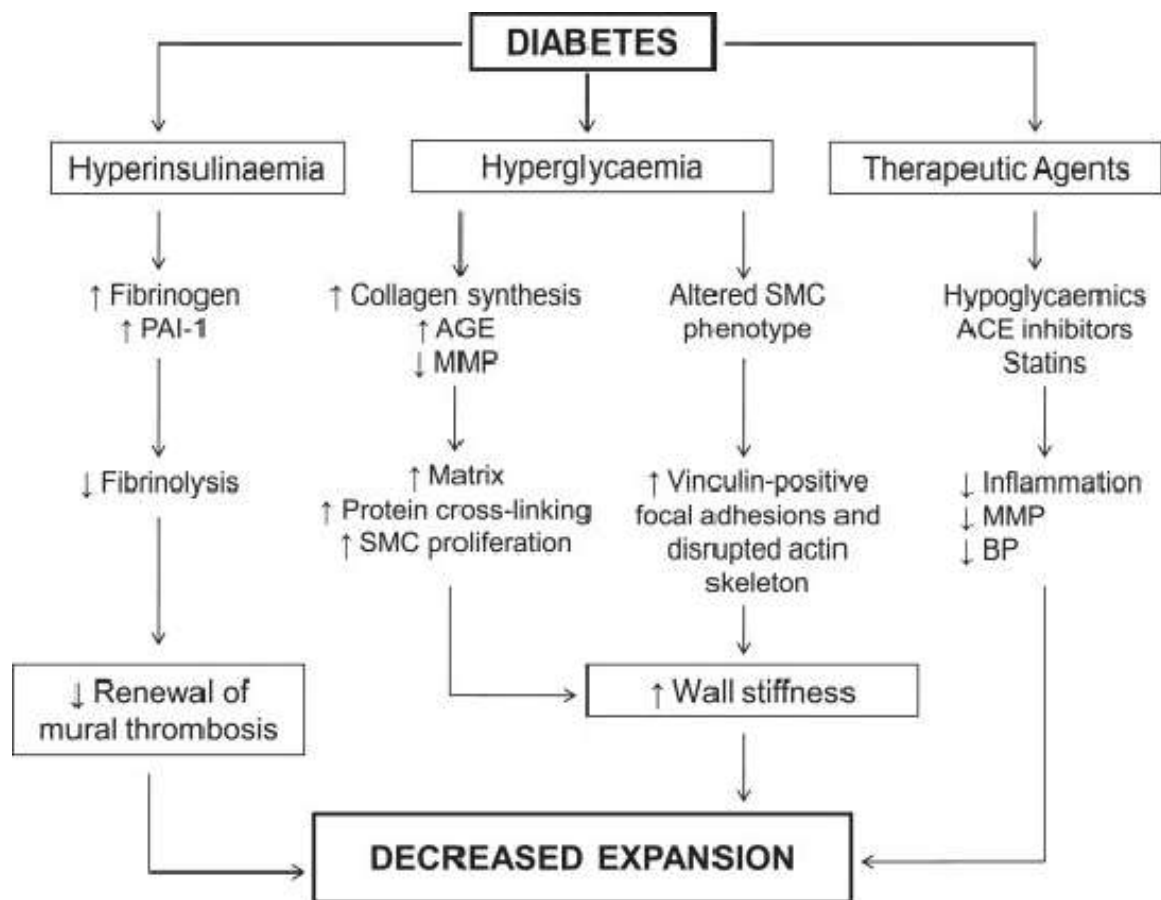 DIABETES
Hyperinsulinaemia
Hyperglycaemia
Therapeutic Agents
↑ Fibrinogen
↑ PAI-1
↑ Collagen synthesis
↑ AGE
↓ MMP
Altered SMC
phenotype
Hypoglycaemics
ACE inhibitors
Statins
↓ Fibrinolysis
↑ Matrix
↑ Protein cross-linking
↑ SMC proliferation
↑ Vinculin-positive
focal adhesions and
disrupted actin
skeleton
↓ Inflammation
↓ MMP
↓ BP
↓ Renewal of
mural thrombosis
↑ Wall stiffness
DECREASED EXPANSION